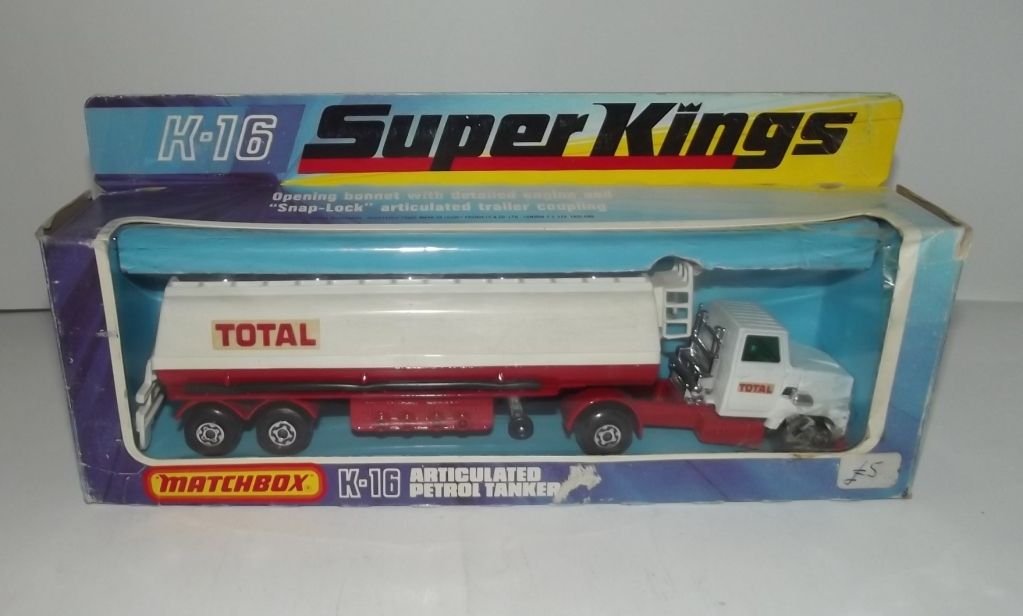 K-16 Super Kings
Opening bonnet with detailed engine and
"Snap-Lock" articulated trailer coupling
TOTAL
TOTAL
MATCHBOX K-16 ARTICULATED
PETROL TANKER
£5